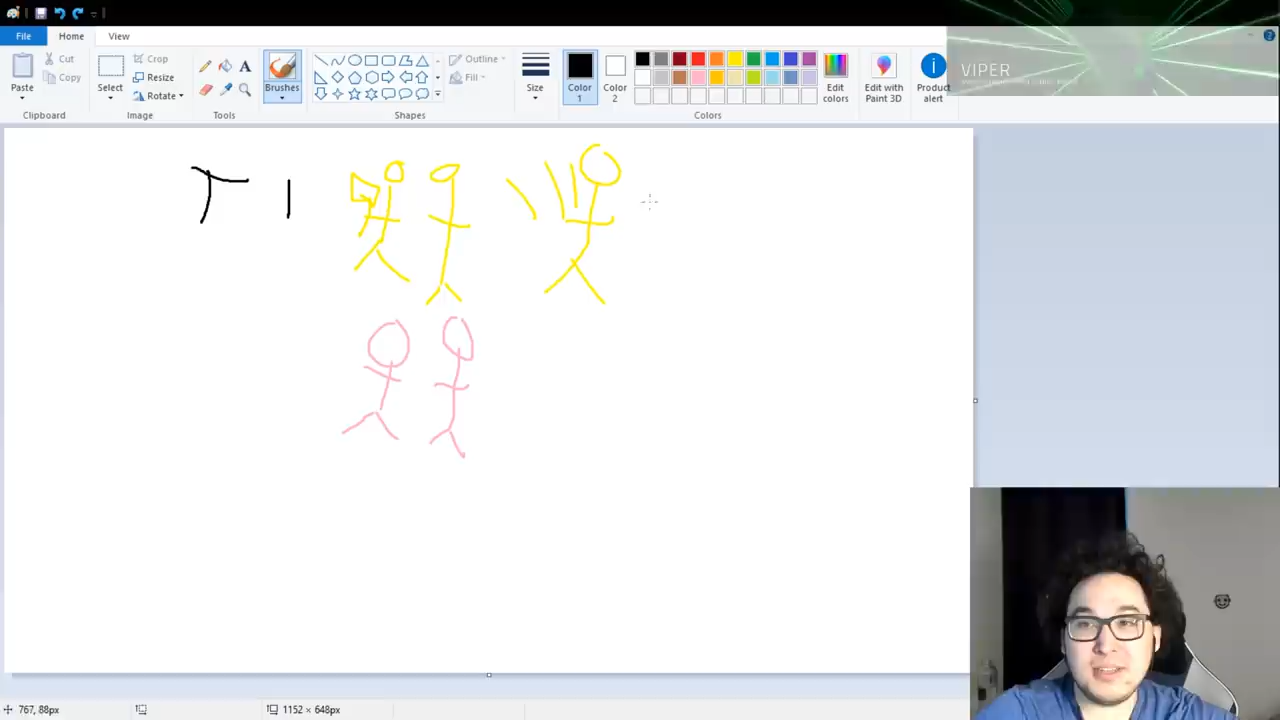 File Home View
Cut Crop Outline Edit with Product
Copy Resize Fill
Paste Select Rotate Brushes Size Color 1 Color 2 Edit colors Paint 3D alert
Clipboard Image Tools Shapes Colors
VIPER
T I
767, 88px 1152 × 648px